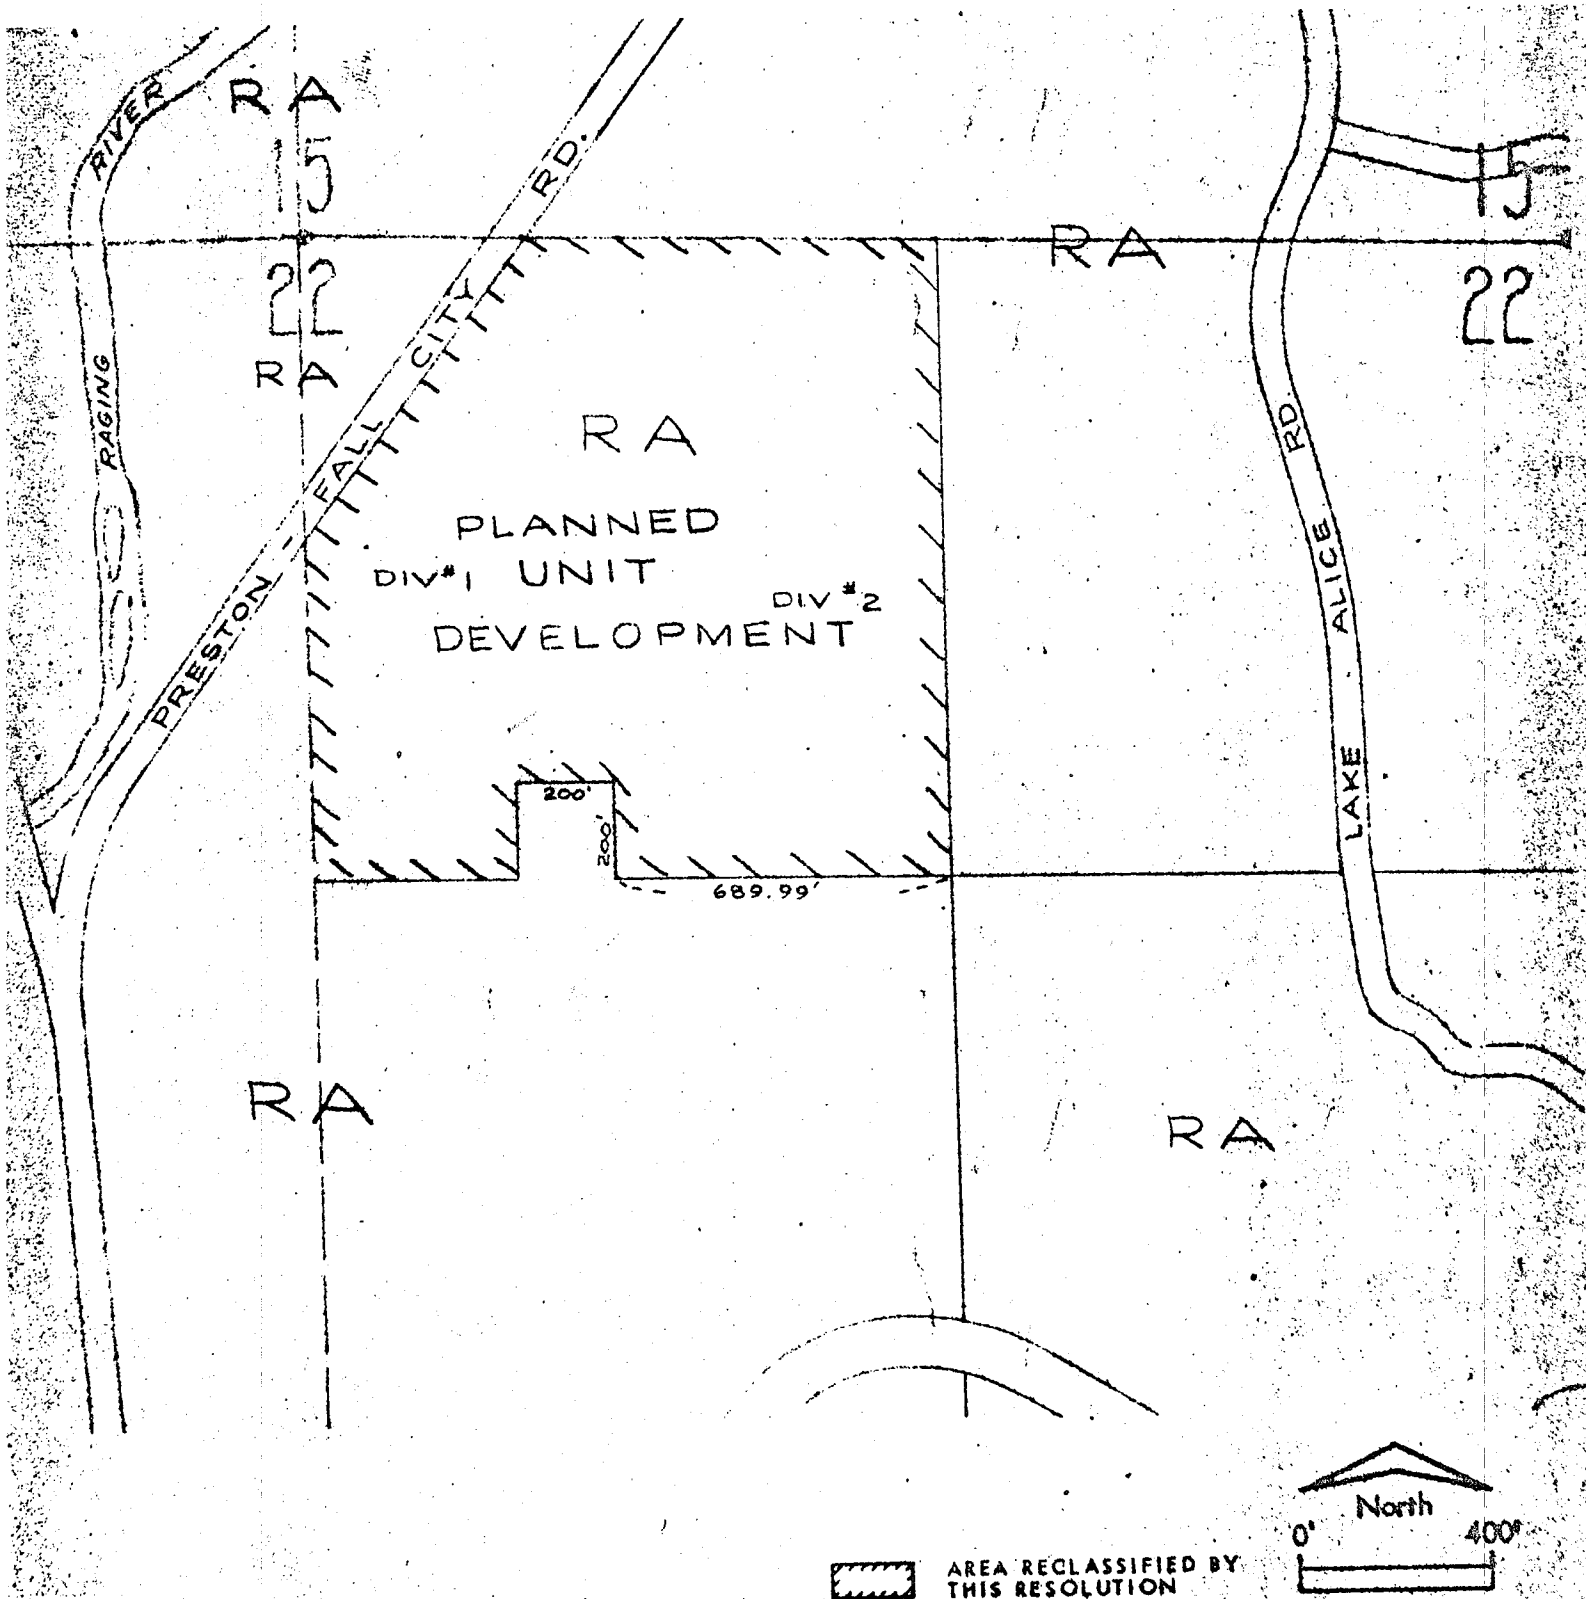 RIVER
RA
15
RD.
15
RA
22
22
RA
RAGING
PRESTON - FALL CITY
RA
PLANNED
DIV#1 UNIT
DIV#2
DEVELOPMENT
LAKE ALICE RD.
200'
200'
689.99'
RA
RA
North
0' 400'
AREA RECLASSIFIED BY
THIS RESOLUTION